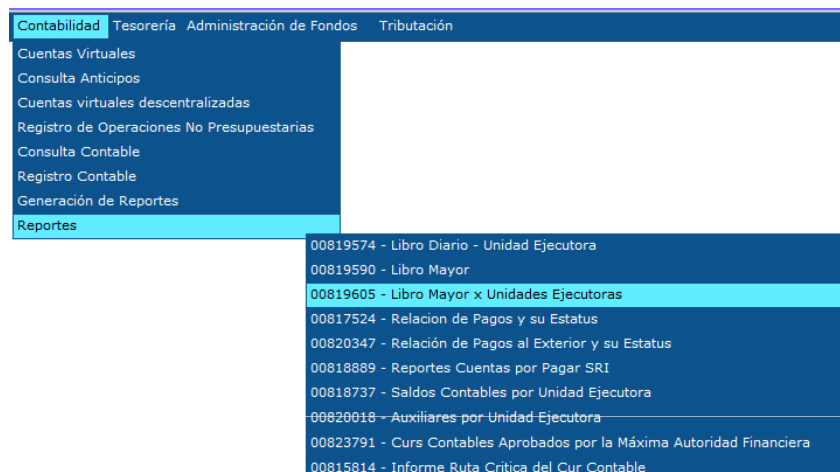 Contabilidad Tesorería Administración de Fondos Tributación
Cuentas Virtuales
Consulta Anticipos
Cuentas virtuales descentralizadas
Registro de Operaciones No Presupuestarias
Consulta Contable
Registro Contable
Generación de Reportes
Reportes
00819574 - Libro Diario - Unidad Ejecutora
00819590 - Libro Mayor
00819605 - Libro Mayor x Unidades Ejecutoras
00817524 - Relacion de Pagos y su Estatus
00820347 - Relación de Pagos al Exterior y su Estatus
00818889 - Reportes Cuentas por Pagar SRI
00818737 - Saldos Contables por Unidad Ejecutora
00820018 - Auxiliares por Unidad Ejecutora
00823791 - Curs Contables Aprobados por la Máxima Autoridad Financiera
00815814 - Informe Ruta Critica del Cur Contable